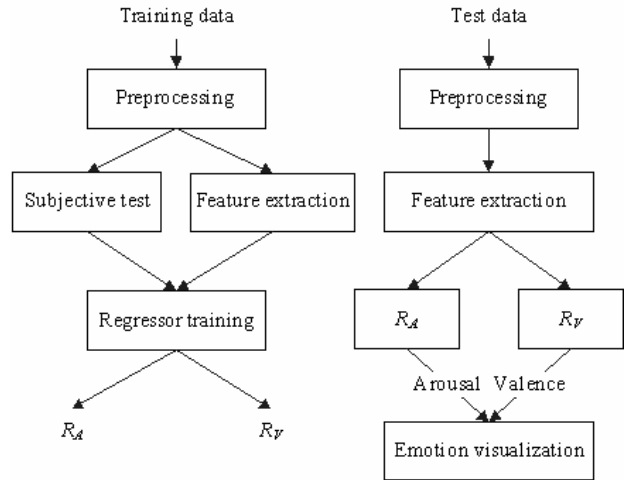 Training data
Preprocessing
Subjective test
Feature extraction
Regressor training
R_A
R_V
Test data
Preprocessing
Feature extraction
R_A
R_V
Arousal
Valence
Emotion visualization